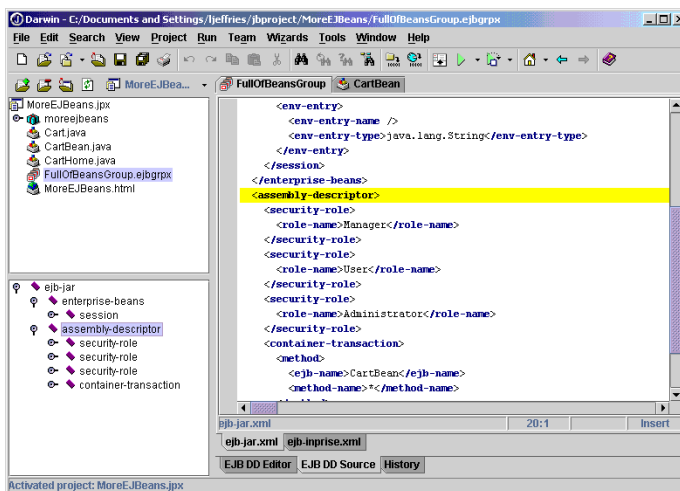 Darwin - C:/Documents and Settings/ljeffries/jbproject/MoreEJBeans/FullOfBeansGroup.ejbgrpx
File Edit Search View Project Run Team Wizards Tools Window Help
MoreEJBea...
MoreEJBeans.jpx
moreejbeans
Cart.java
CartBean.java
CartHome.java
FullOfBeansGroup.ejbgrpx
MoreEJBeans.html
ejb-jar
enterprise-beans
session
assembly-descriptor
security-role
security-role
security-role
container-transaction
FullOfBeansGroup CartBean
<env-entry>
<env-entry-name />
<env-entry-type>java.lang.String</env-entry-type>
</env-entry>
</session>
</enterprise-beans>
<assembly-descriptor>
<security-role>
<role-name>Manager</role-name>
</security-role>
<security-role>
<role-name>User</role-name>
</security-role>
<security-role>
<role-name>Administrator</role-name>
</security-role>
<container-transaction>
<method>
<ejb-name>CartBean</ejb-name>
<method-name>*</method-name>
ejb-jar.xml 20:1 Insert
ejb-jar.xml ejb-inprise.xml
EJB DD Editor EJB DD Source History
Activated project: MoreEJBeans.jpx